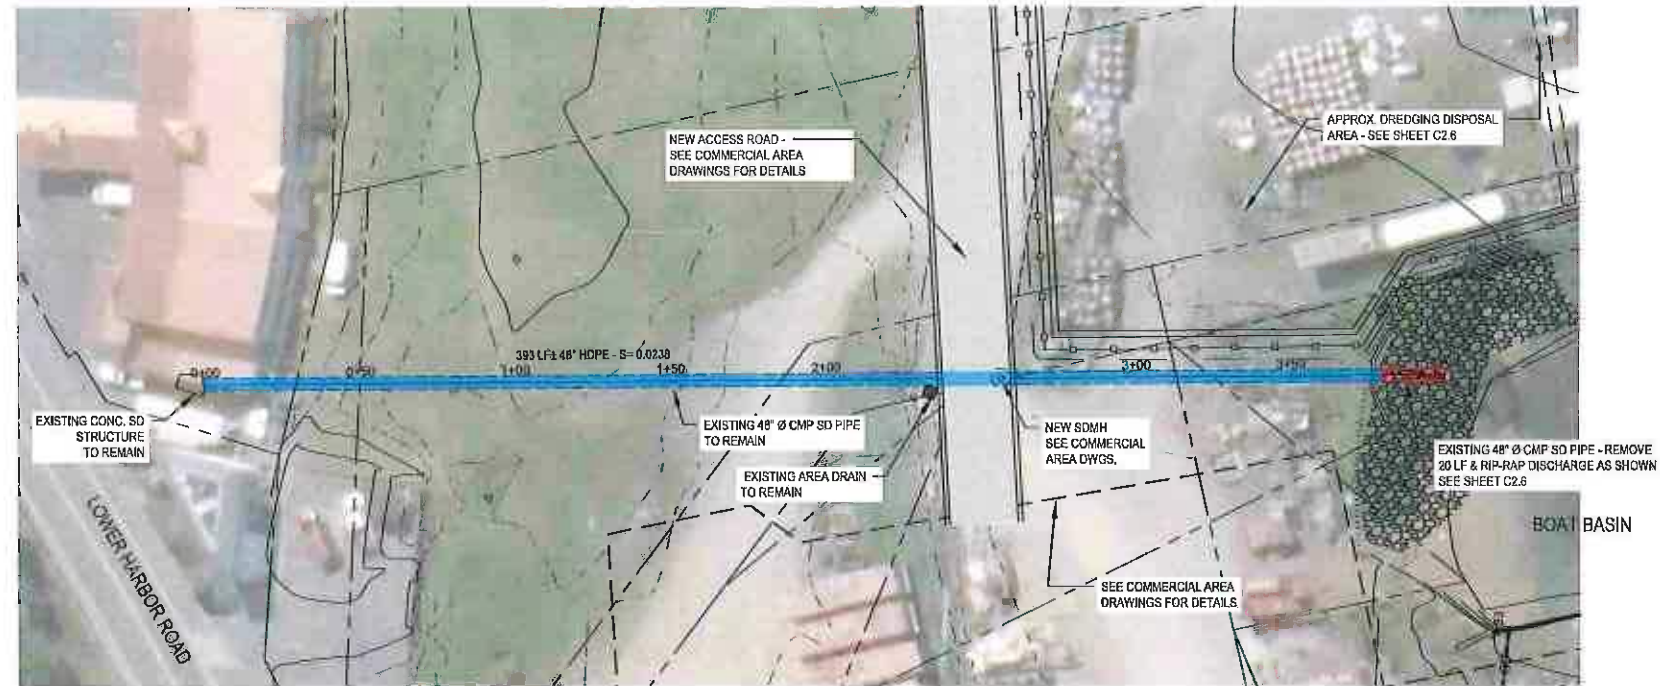 NEW ACCESS ROAD -
SEE COMMERCIAL AREA
DRAWINGS FOR DETAILS
APPROX. DREDGING DISPOSAL
AREA - SEE SHEET C2.6
393 LF± 48" HDPE - S= 0.0238
0+00
0+50
1+00
1+50
2+00
3+00
3+50
EXISTING CONC. SD
STRUCTURE
TO REMAIN
EXISTING 48" Ø CMP SD PIPE
TO REMAIN
EXISTING AREA DRAIN
TO REMAIN
NEW SDMH
SEE COMMERCIAL
AREA DWGS.
EXISTING 48" Ø CMP SD PIPE - REMOVE
20 LF & RIP-RAP DISCHARGE AS SHOWN
SEE SHEET C2.6
BOAT BASIN
SEE COMMERCIAL AREA
DRAWINGS FOR DETAILS
LOWER HARBOR ROAD